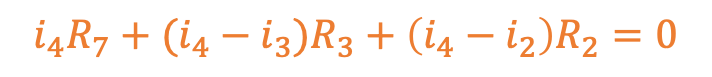 i₄R₇ + (i₄ − i₃)R₃ + (i₄ − i₂)R₂ = 0